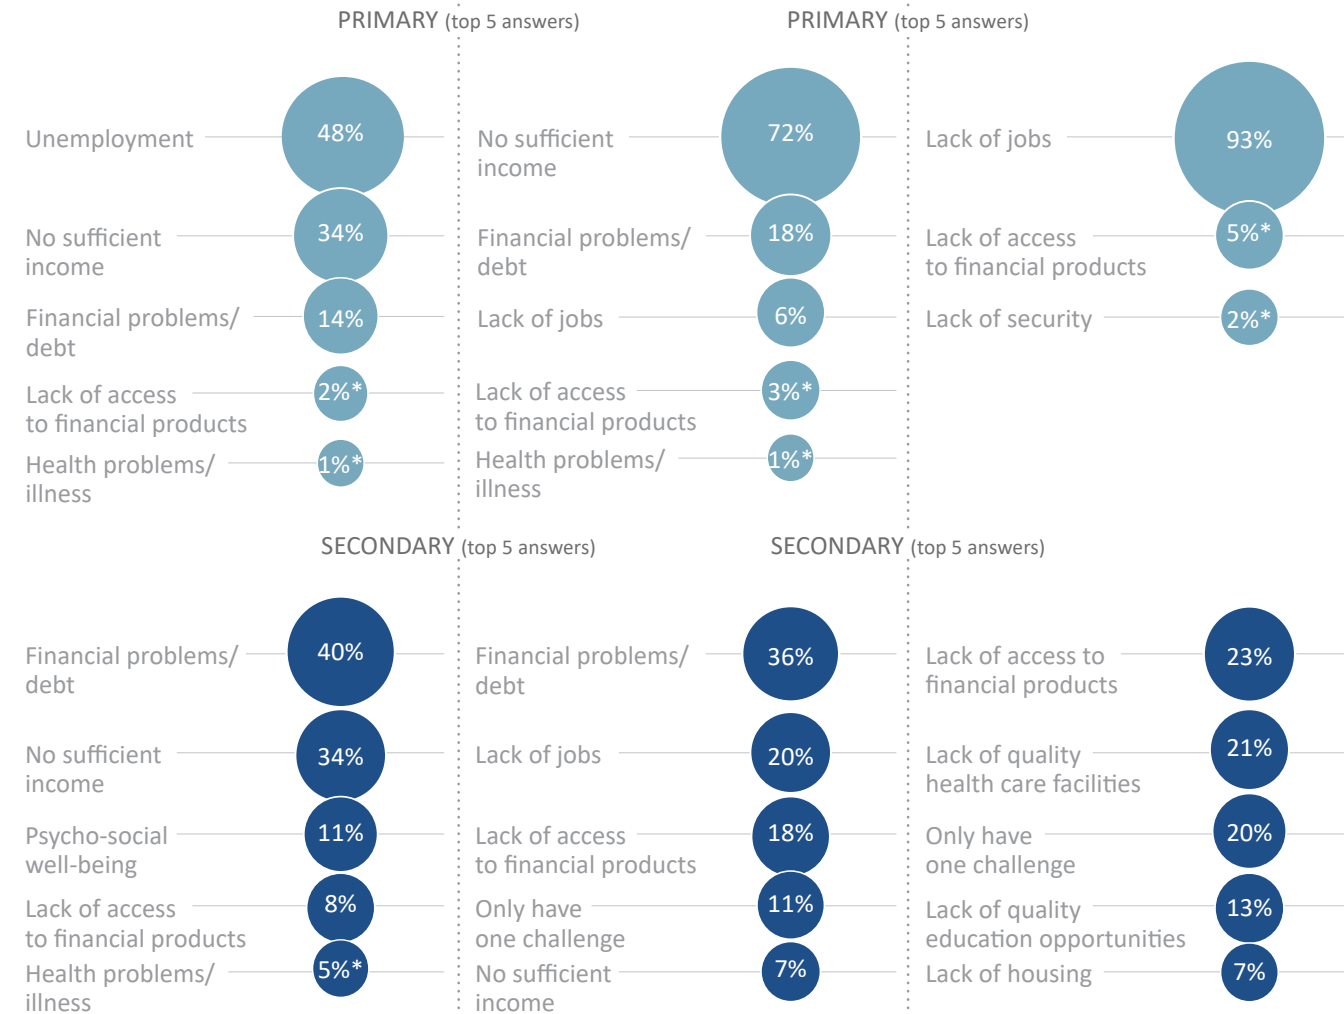 PRIMARY (top 5 answers)
PRIMARY (top 5 answers)
Unemployment
48%
No sufficient
income
34%
Financial problems/
debt
14%
Lack of access
to financial products
2%*
Health problems/
illness
1%*
No sufficient
income
72%
Financial problems/
debt
18%
Lack of jobs
6%
Lack of access
to financial products
3%*
Health problems/
illness
1%*
Lack of jobs
93%
Lack of access
to financial products
5%*
Lack of security
2%*
SECONDARY (top 5 answers)
SECONDARY (top 5 answers)
Financial problems/
debt
40%
No sufficient
income
34%
Psycho-social
well-being
11%
Lack of access
to financial products
8%
Health problems/
illness
5%*
Financial problems/
debt
36%
Lack of jobs
20%
Lack of access
to financial products
18%
Only have
one challenge
11%
No sufficient
income
7%
Lack of access to
financial products
23%
Lack of quality
health care facilities
21%
Only have
one challenge
20%
Lack of quality
education opportunities
13%
Lack of housing
7%